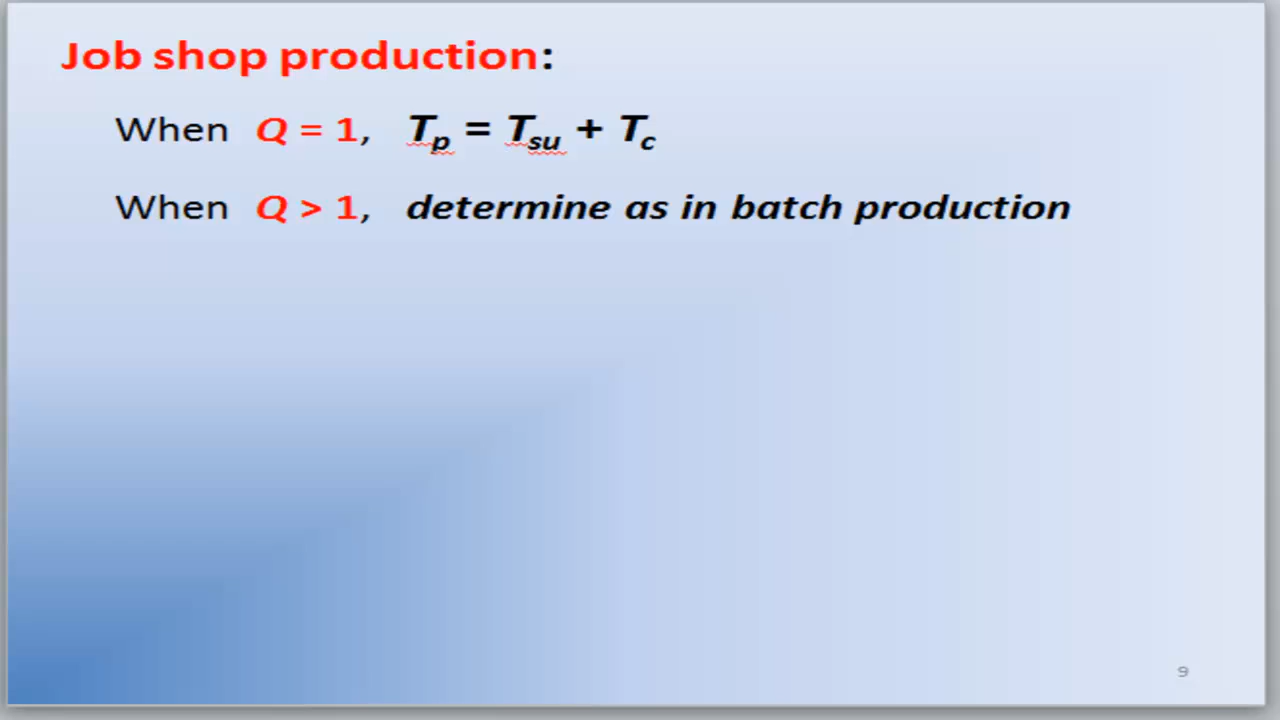 Job shop production:
When Q = 1, Tp = Tsu + Tc
When Q > 1, determine as in batch production
9